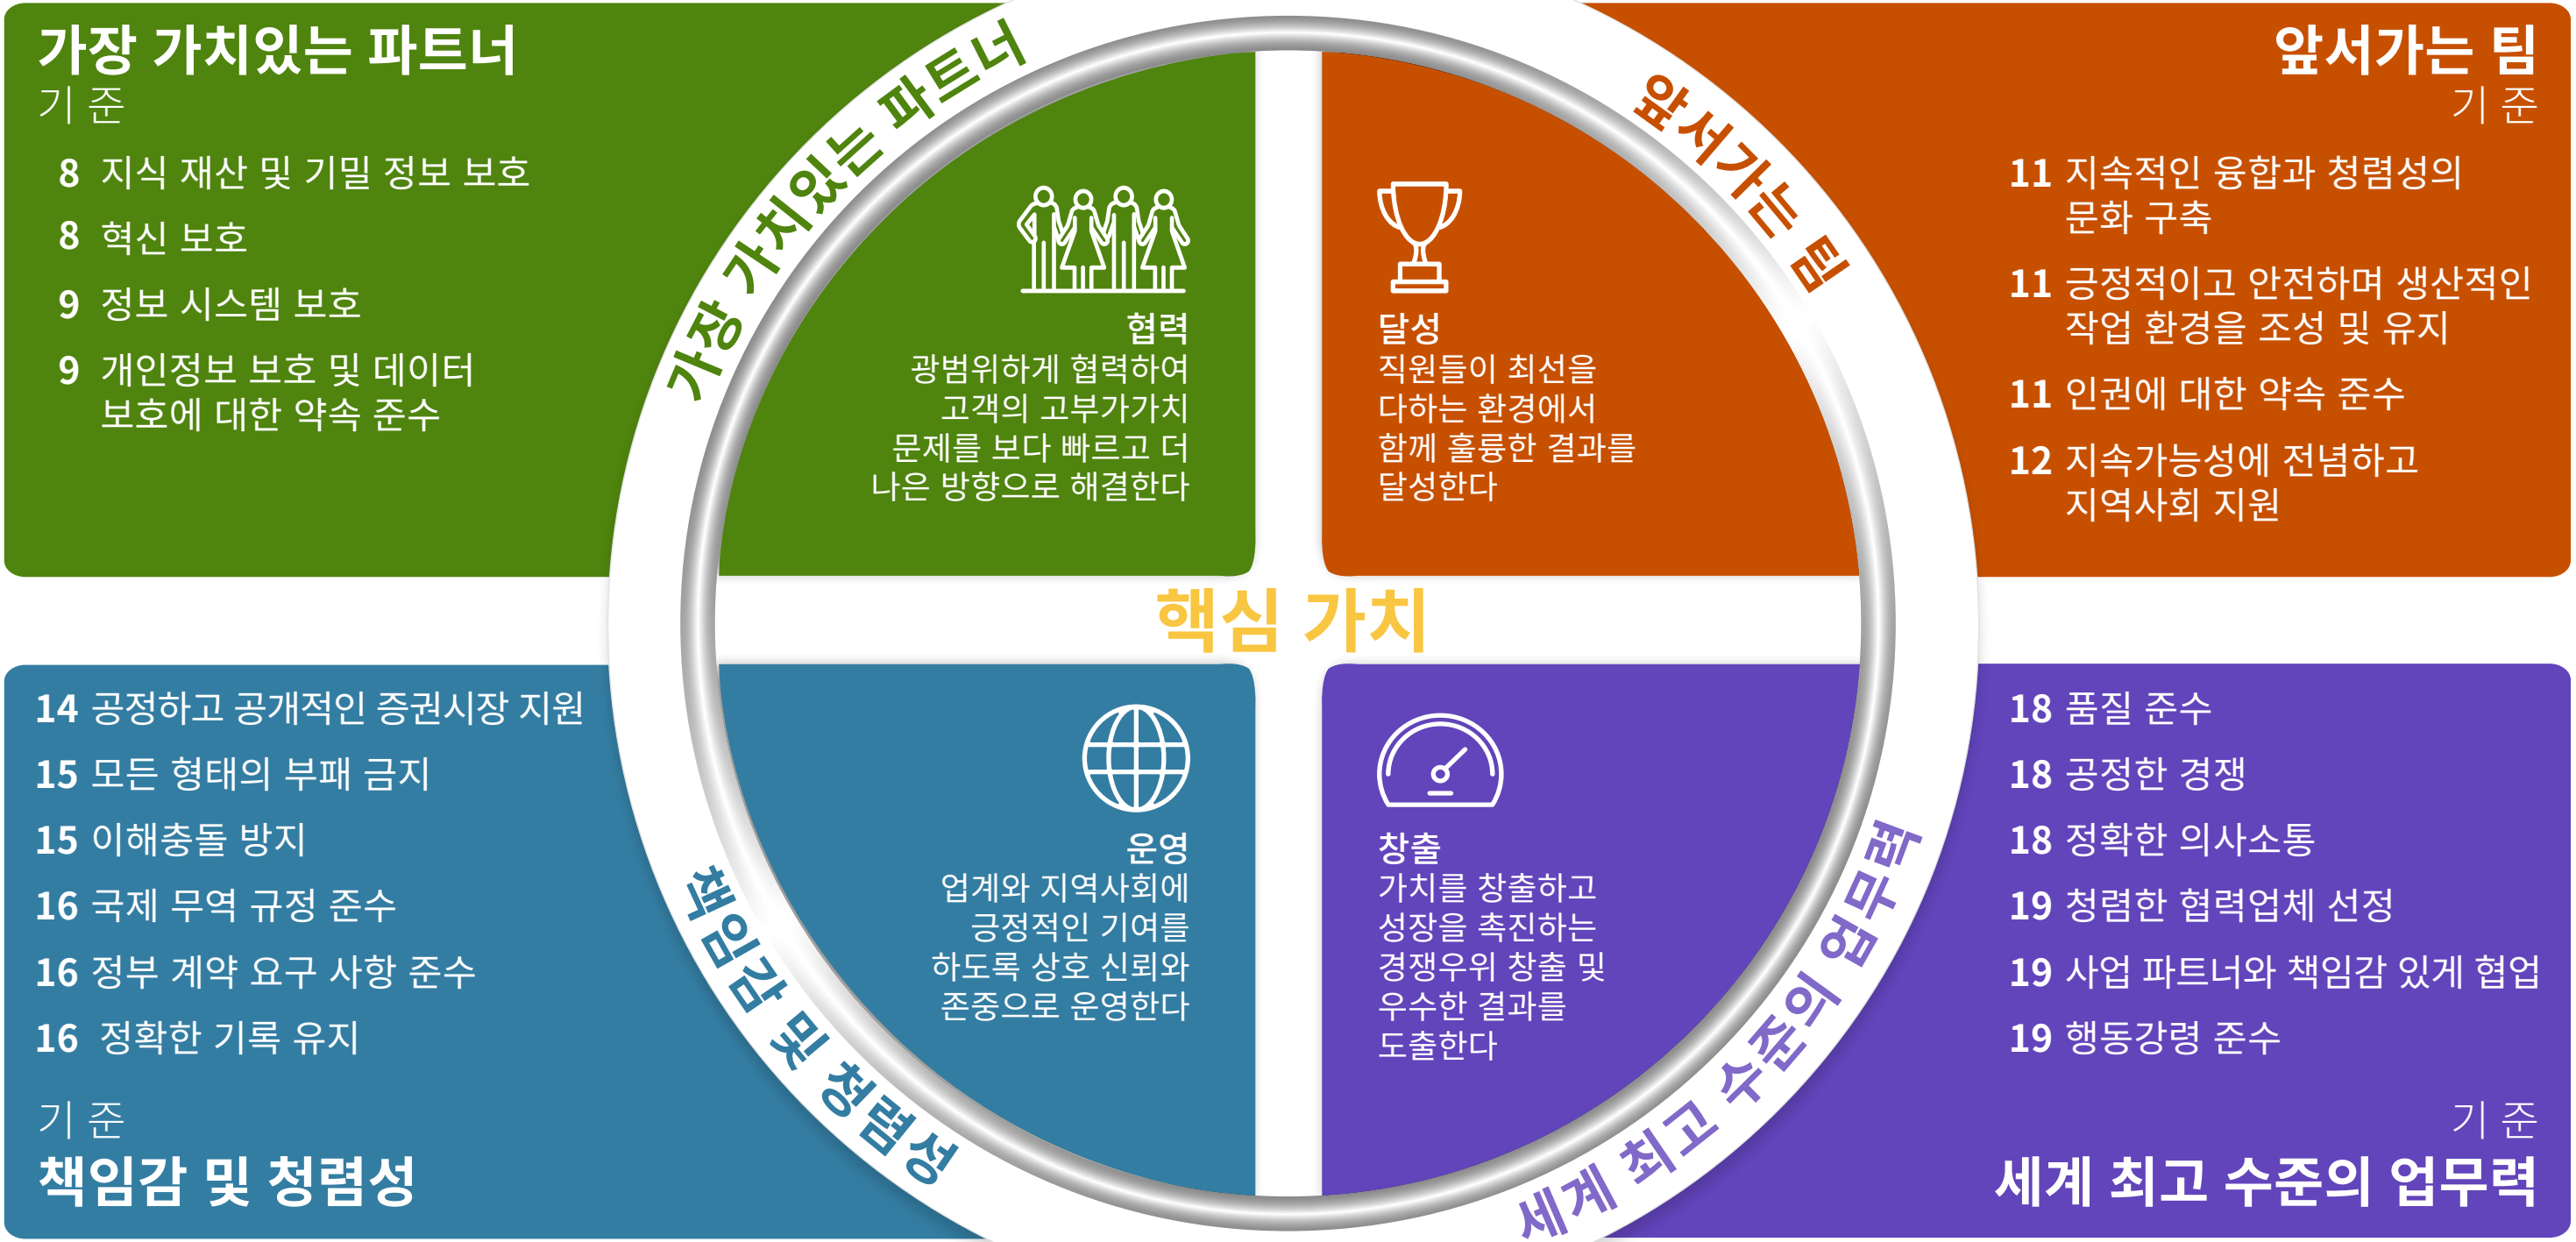 가장 가치있는 파트너
기 준
8 지식 재산 및 기밀 정보 보호
8 혁신 보호
9 정보 시스템 보호
9 개인정보 보호 및 데이터
보호에 대한 약속 준수
앞서가는 팀
기 준
11 지속적인 융합과 청렴성의
문화 구축
11 긍정적이고 안전하며 생산적인
작업 환경을 조성 및 유지
11 인권에 대한 약속 준수
12 지속가능성에 전념하고
지역사회 지원
가장 가치있는 파트너
앞서가는 팀
협력
광범위하게 협력하여
고객의 고부가가치
문제를 보다 빠르고 더
나은 방향으로 해결한다
달성
직원들이 최선을
다하는 환경에서
함께 훌륭한 결과를
달성한다
핵심 가치
운영
업계와 지역사회에
긍정적인 기여를
하도록 상호 신뢰와
존중으로 운영한다
창출
가치를 창출하고
성장을 촉진하는
경쟁우위 창출 및
우수한 결과를
도출한다
책임감 및 청렴성
세계 최고 수준의 업무력
14 공정하고 공개적인 증권시장 지원
15 모든 형태의 부패 금지
15 이해충돌 방지
16 국제 무역 규정 준수
16 정부 계약 요구 사항 준수
16 정확한 기록 유지
기 준
책임감 및 청렴성
18 품질 준수
18 공정한 경쟁
18 정확한 의사소통
19 청렴한 협력업체 선정
19 사업 파트너와 책임감 있게 협업
19 행동강령 준수
기 준
세계 최고 수준의 업무력